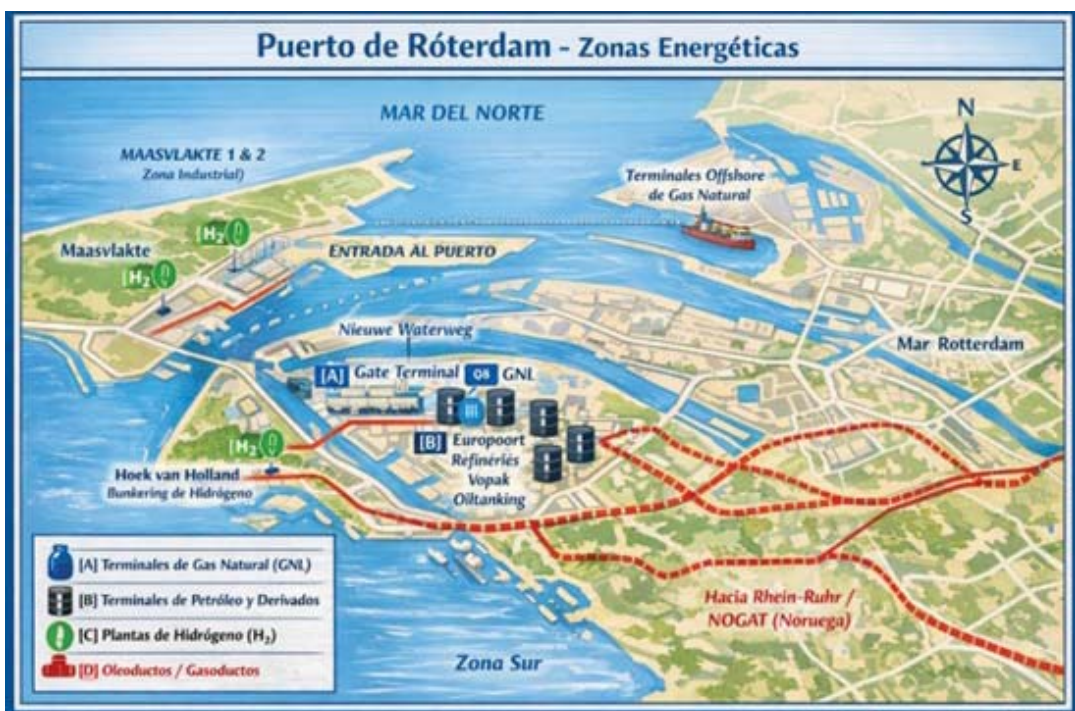 Puerto de Róterdam - Zonas Energéticas
MAR DEL NORTE
MAASVLAKTE 1 & 2
Zona Industrial)
N
E
S
Terminales Offshore
de Gas Natural
[H₂
Maasvlakte
[H₂
ENTRADA AL PUERTO
Nieuwe Waterweg
Mar Rotterdam
[A] Gate Terminal
GNL
[B] Europoort
Refineriés
Vopak
Oiltanking
[H₂
Hoek van Holland
Bunkering de Hidrógeno
[A] Terminales de Gas Natural (GNL)
[B] Terminales de Petróleo y Derivados
[C] Plantas de Hidrógeno (H₂)
[D] Oleoductos / Gasoductos
Hacia Rhein-Ruhr /
NOGAT (Noruega)
Zona Sur